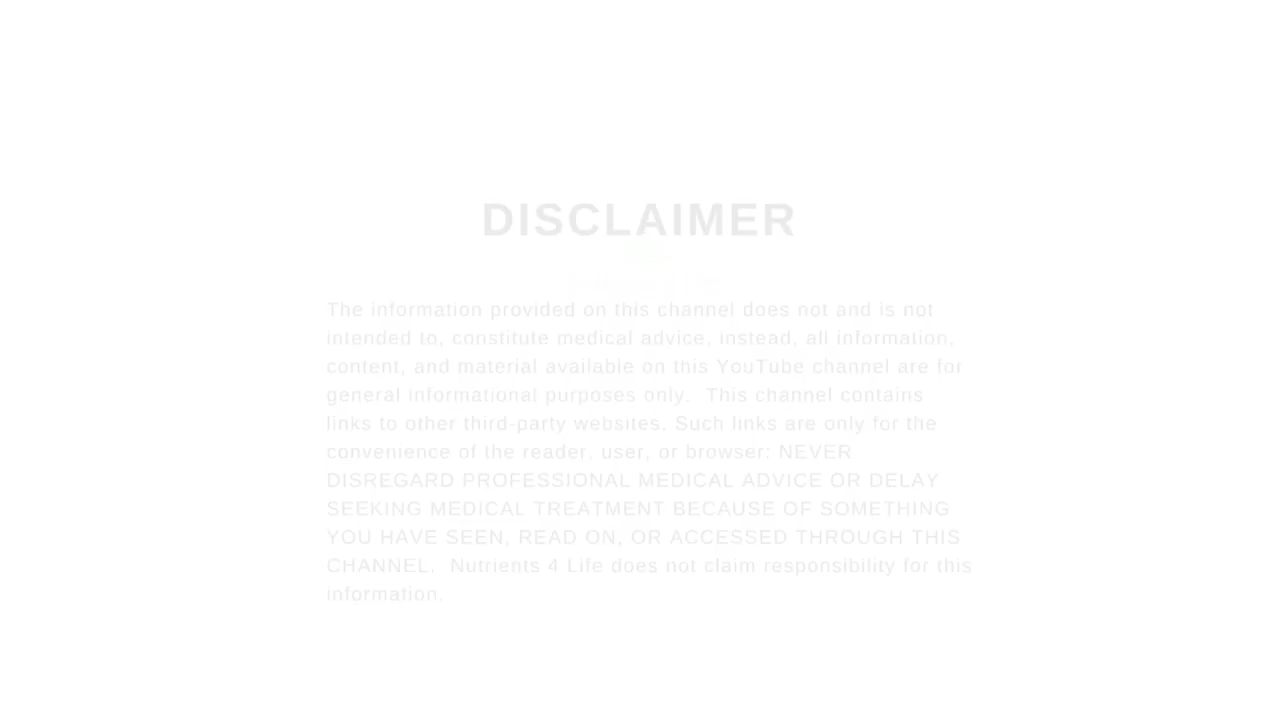 DISCLAIMER
The information provided on this channel does not and is not
intended to, constitute medical advice, instead, all information,
content, and material available on this YouTube channel are for
general informational purposes only.  This channel contains
links to other third-party websites. Such links are only for the
convenience of the reader, user, or browser: NEVER
DISREGARD PROFESSIONAL MEDICAL ADVICE OR DELAY
SEEKING MEDICAL TREATMENT BECAUSE OF SOMETHING
YOU HAVE SEEN, READ ON, OR ACCESSED THROUGH THIS
CHANNEL.  Nutrients 4 Life does not claim responsibility for this
information.